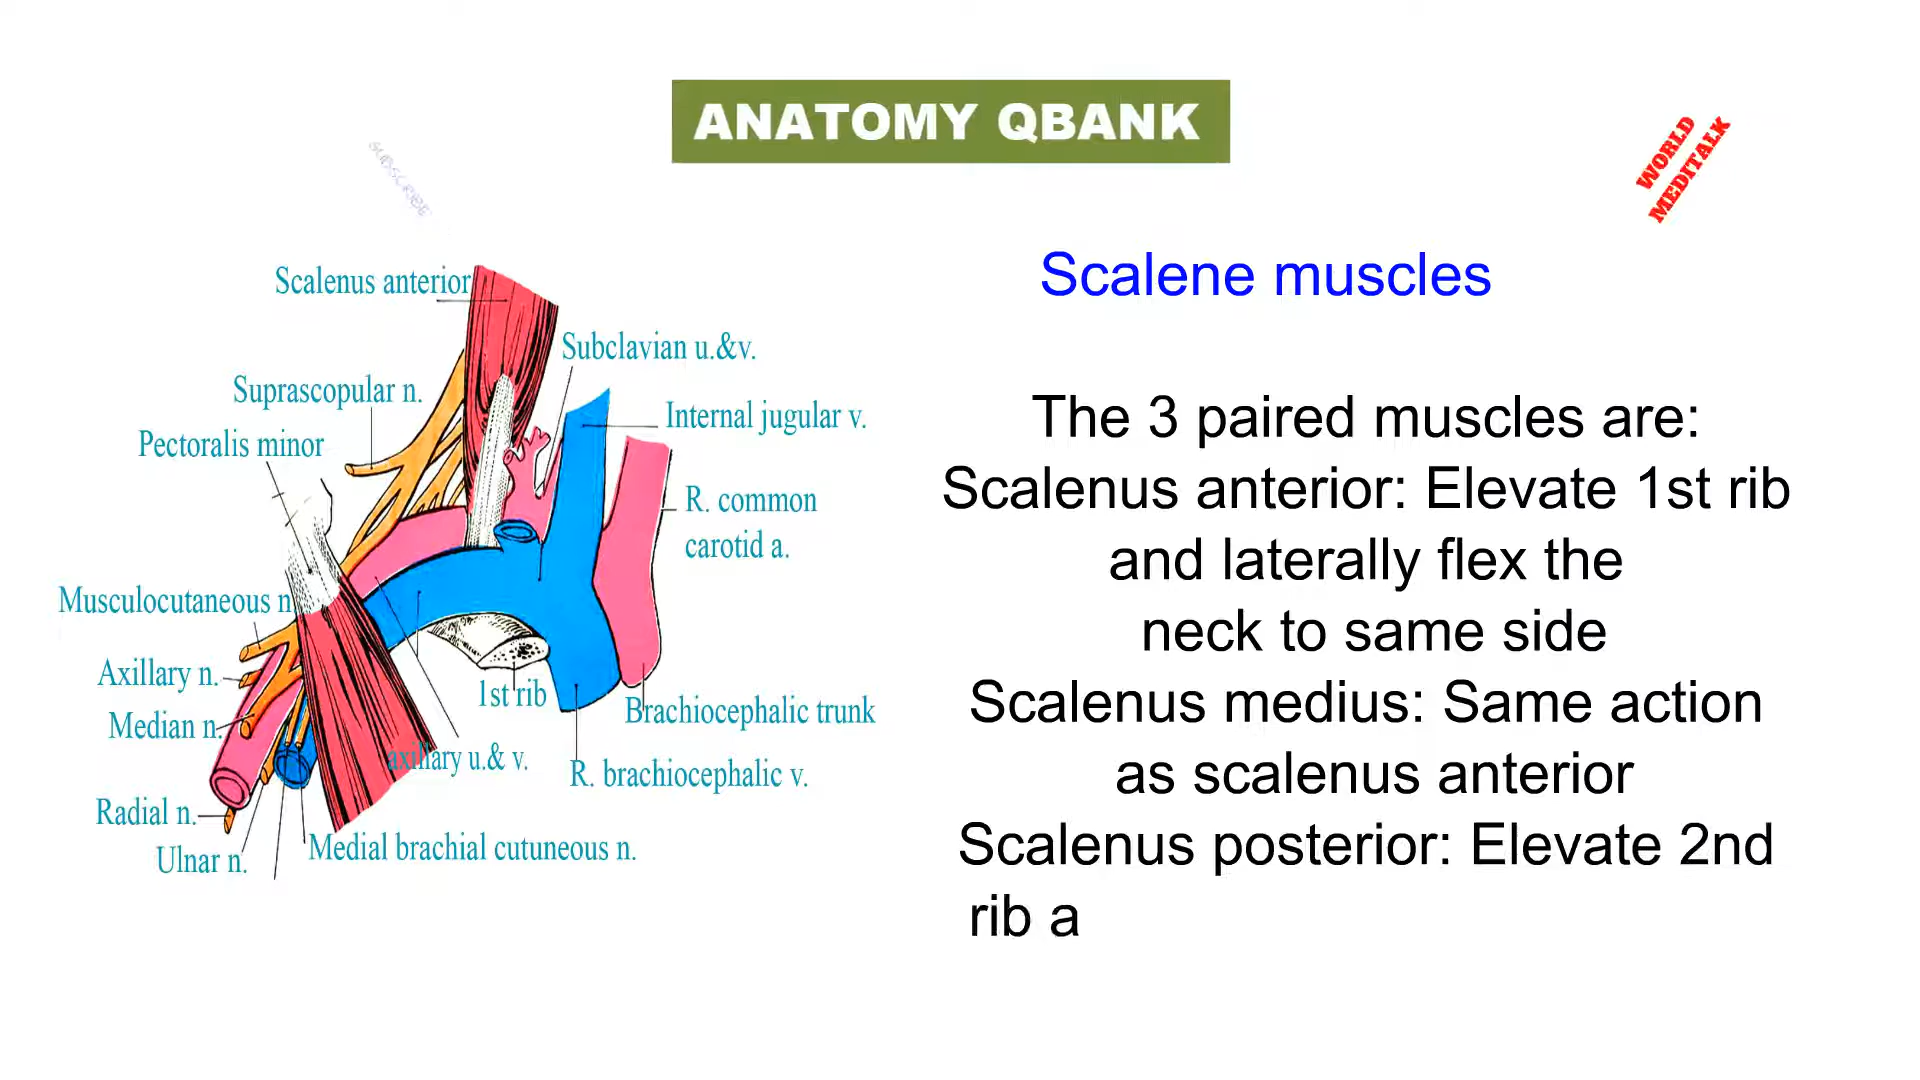 ANATOMY QBANK
SUBSCRIBE
WORLD
MEDITALK
Scalenus anterior
Subclavian u.&v.
Suprascopular n.
Internal jugular v.
Pectoralis minor
R. common
carotid a.
Musculocutaneous n
Axillary n.
1st rib
Median n.
Brachiocephalic trunk
axillary u.& v.
R. brachiocephalic v.
Radial n.
Medial brachial cutuneous n.
Ulnar n.
Scalene muscles
The 3 paired muscles are:
Scalenus anterior: Elevate 1st rib
and laterally flex the
neck to same side
Scalenus medius: Same action
as scalenus anterior
Scalenus posterior: Elevate 2nd
rib a